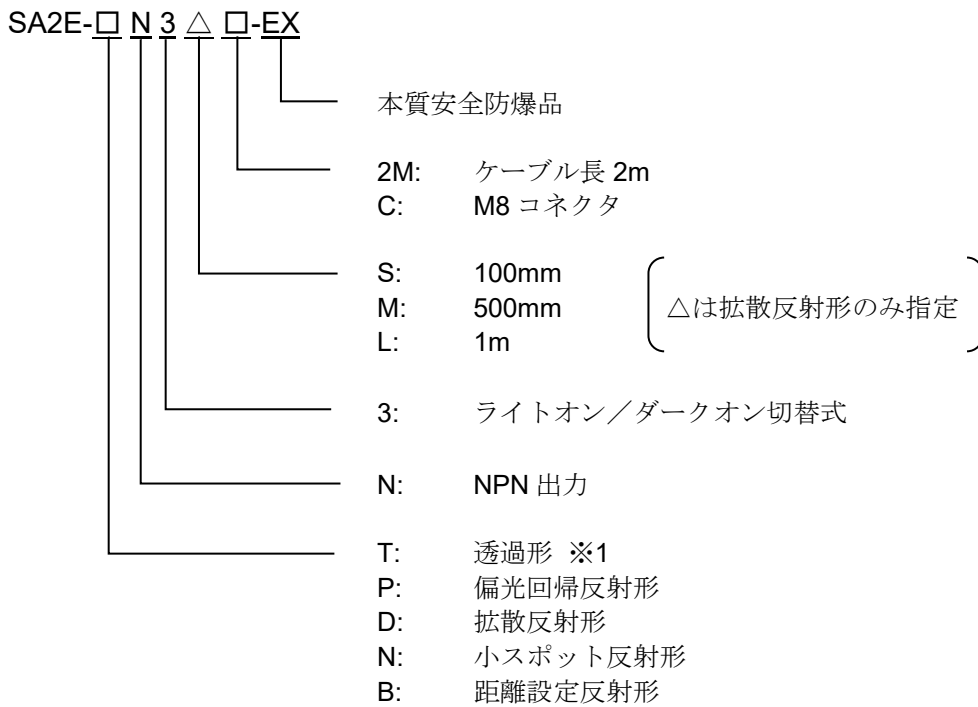 SA2E-□ N 3 △ □-EX
本質安全防爆品
2M: ケーブル長 2m
C: M8 コネクタ
S: 100mm
M: 500mm
L: 1m
△は拡散反射形のみ指定
3: ライトオン／ダークオン切替式
N: NPN 出力
T: 透過形 ※1
P: 偏光回帰反射形
D: 拡散反射形
N: 小スポット反射形
B: 距離設定反射形